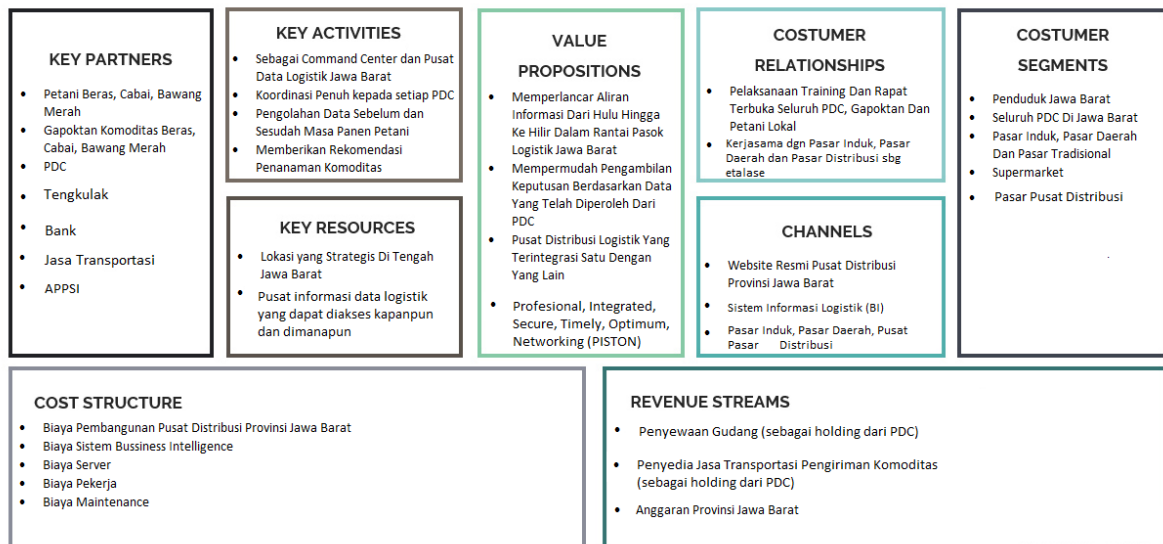 KEY PARTNERS
• Petani Beras, Cabai, Bawang
Merah
• Gapoktan Komoditas Beras,
Cabai, Bawang Merah
• PDC
• Tengkulak
• Bank
• Jasa Transportasi
• APPSI
KEY ACTIVITIES
• Sebagai Command Center dan Pusat
Data Logistik Jawa Barat
• Koordinasi Penuh kepada setiap PDC
• Pengolahan Data Sebelum dan
Sesudah Masa Panen Petani
• Memberikan Rekomendasi
Penanaman Komoditas
KEY RESOURCES
• Lokasi yang Strategis Di Tengah
Jawa Barat
• Pusat informasi data logistik
yang dapat diakses kapanpun
dan dimanapun
VALUE
PROPOSITIONS
• Memperlancar Aliran
Informasi Dari Hulu Hingga
Ke Hilir Dalam Rantai Pasok
Logistik Jawa Barat
• Mempermudah Pengambilan
Keputusan Berdasarkan Data
Yang Telah Diperoleh Dari
PDC
• Pusat Distribusi Logistik Yang
Terintegrasi Satu Dengan
Yang Lain
• Profesional, Integrated,
Secure, Timely, Optimum,
Networking (PISTON)
COSTUMER
RELATIONSHIPS
• Pelaksanaan Training Dan Rapat
Terbuka Seluruh PDC, Gapoktan Dan
Petani Lokal
• Kerjasama dgn Pasar Induk, Pasar
Daerah dan Pasar Distribusi sbg
etalase
CHANNELS
• Website Resmi Pusat Distribusi
Provinsi Jawa Barat
• Sistem Informasi Logistik (BI)
• Pasar Induk, Pasar Daerah, Pusat
Pasar Distribusi
COSTUMER
SEGMENTS
• Penduduk Jawa Barat
• Seluruh PDC Di Jawa Barat
• Pasar Induk, Pasar Daerah
Dan Pasar Tradisional
• Supermarket
• Pasar Pusat Distribusi
COST STRUCTURE
• Biaya Pembangunan Pusat Distribusi Provinsi Jawa Barat
• Biaya Sistem Bussiness Intelligence
• Biaya Server
• Biaya Pekerja
• Biaya Maintenance
REVENUE STREAMS
• Penyewaan Gudang (sebagai holding dari PDC)
• Penyedia Jasa Transportasi Pengiriman Komoditas
(sebagai holding dari PDC)
• Anggaran Provinsi Jawa Barat